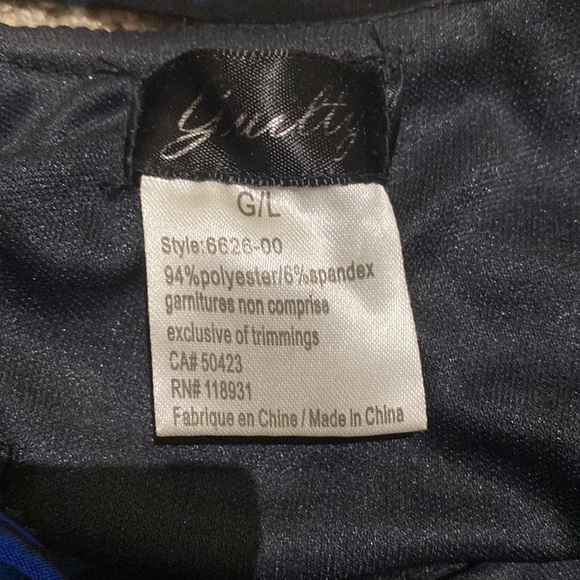 G/L
Style:6626-00
94%polyester/6%spandex
garnitures non comprise
exclusive of trimmings
CA# 50423
RN# 118931
Fabrique en Chine / Made In China